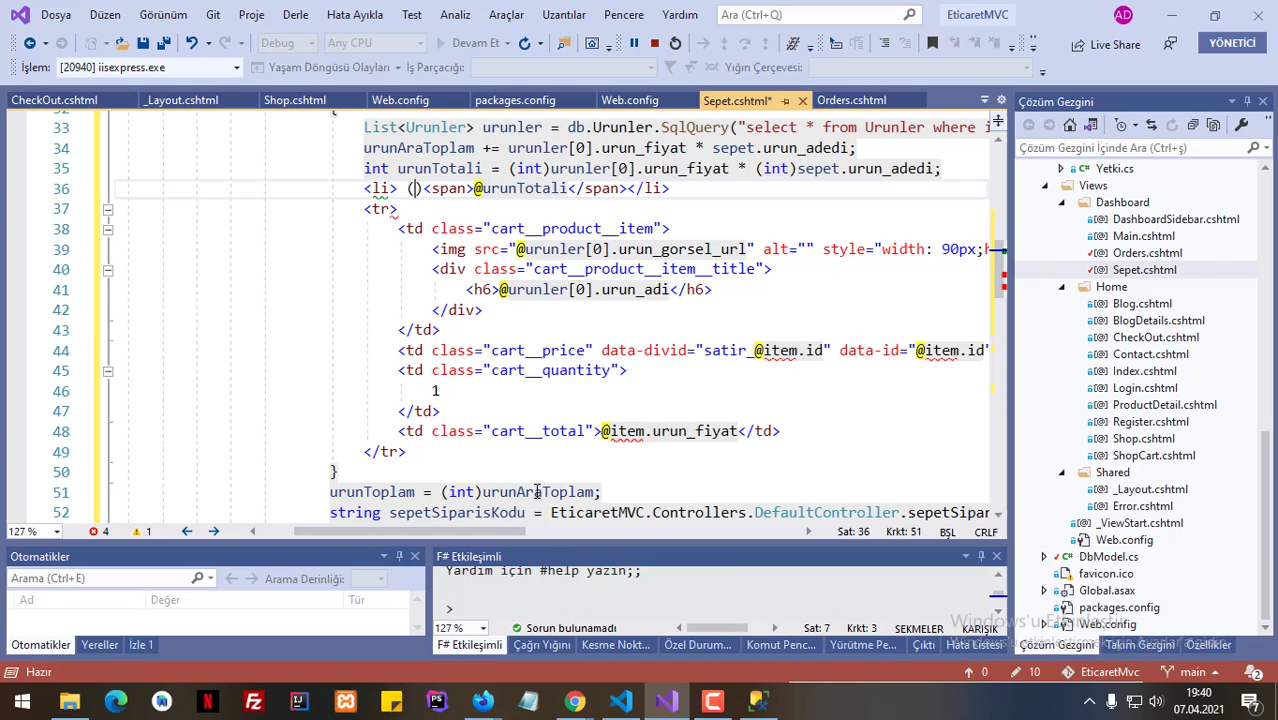 Dosya Düzen Görünüm Git Proje Derle Hata Ayıkla Test Analiz Araçlar Uzantılar Pencere Yardım Ara (Ctrl+Q) EticaretMVC AD
Debug Any CPU Devam Et Live Share YÖNETİCİ
İşlem: [20940] iisexpress.exe Yaşam Döngüsü Olayları İş Parçacığı: Yığın Çerçevesi:
CheckOut.cshtml _Layout.cshtml Shop.cshtml Web.config packages.config Web.config Sepet.cshtml* Orders.cshtml
Çözüm Gezgini
Çözüm Gezgini içinde Ara (Ctrl+ş)
33 List<Urunler> urunler = db.Urunler.SqlQuery("select * from Urunler where i
34 urunAraToplam += urunler[0].urun_fiyat * sepet.urun_adedi;
35 int urunTotali = (int)urunler[0].urun_fiyat * (int)sepet.urun_adedi;
36 <li> ()<span>@urunTotali</span></li>
37 <tr>
38 <td class="cart__product__item">
39 <img src="@urunler[0].urun_gorsel_url" alt="" style="width: 90px;h
40 <div class="cart__product__item__title">
41 <h6>@urunler[0].urun_adi</h6>
42 </div>
43 </td>
44 <td class="cart__price" data-divid="satir_@item.id" data-id="@item.id"
45 <td class="cart__quantity">
46 1
47 </td>
48 <td class="cart__total">@item.urun_fiyat</td>
49 </tr>
50 }
51 urunToplam = (int)urunAraToplam;
52 string sepetSiparisKodu = EticaretMVC.Controllers.DefaultController.sepetSipar
127 % 4 1 Sat: 36 Krkt: 51 BŞL CRLF
Yetki.cs
Views
Dashboard
DashboardSidebar.cshtml
Main.cshtml
Orders.cshtml
Sepet.cshtml
Home
Blog.cshtml
BlogDetails.cshtml
CheckOut.cshtml
Contact.cshtml
Index.cshtml
Login.cshtml
ProductDetail.cshtml
Register.cshtml
Shop.cshtml
ShopCart.cshtml
Shared
_Layout.cshtml
Error.cshtml
_ViewStart.cshtml
Web.config
DbModel.cs
favicon.ico
Global.asax
packages.config
Web.config
Otomatikler
Arama (Ctrl+E) Arama Derinliği:
Ad Değer Tür
Otomatikler Yereller İzle 1
F# Etkileşimli
Yardım için #help yazın;;
>
127 % Sorun bulunamadı Sat: 7 Krkt: 3 SEKMELER KARIŞIK
F# Etkileşimli Çağrı Yığını Kesme Nokt... Özel Durum... Komut Penc... Yürütme Pe... Çıktı Hata Listesi
Windows'u Etkinleştir
Çözüm Gezgini Takım Gezgini Özellikler
Hazır 0 10 EticaretMvc main 2
19:40
07.04.2021
7